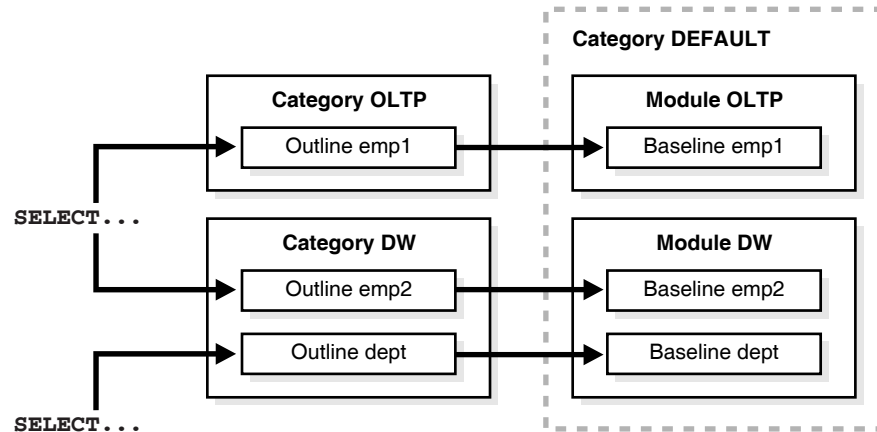 Category DEFAULT
Category OLTP
Outline emp1
Module OLTP
Baseline emp1
SELECT...
Category DW
Outline emp2
Outline dept
Module DW
Baseline emp2
Baseline dept
SELECT...